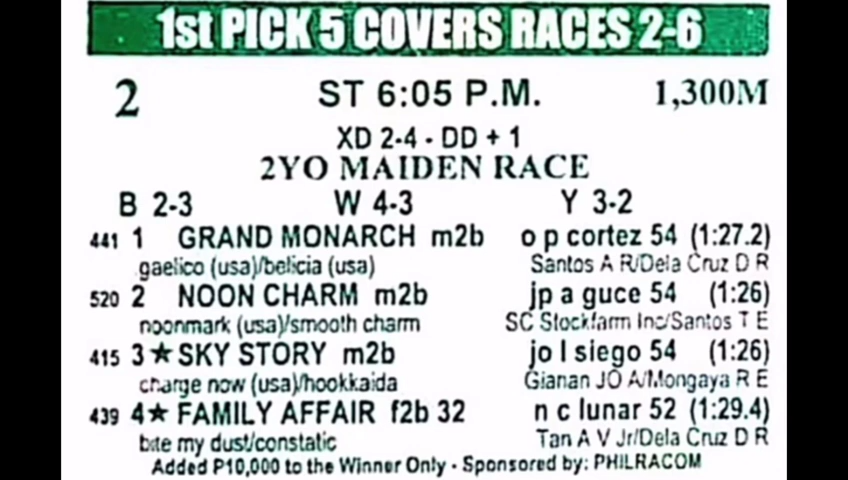 1st PICK 5 COVERS RACES 2-6
2 ST 6:05 P.M. 1,300M
XD 2-4 - DD + 1
2YO MAIDEN RACE
B 2-3 W 4-3 Y 3-2
441 1 GRAND MONARCH m2b o p cortez 54 (1:27.2)
gaelico (usa)/belicia (usa) Santos A R/Dela Cruz D R
520 2 NOON CHARM m2b jp a guce 54 (1:26)
noonmark (usa)/smooth charm SC Stockfarm Inc/Santos T E
415 3★ SKY STORY m2b jo l siego 54 (1:26)
charge now (usa)/hookkaida Gianan JO A/Mongaya R E
439 4★ FAMILY AFFAIR f2b 32 n c lunar 52 (1:29.4)
bite my dust/constatic Tan A V Jr/Dela Cruz D R
Added P10,000 to the Winner Only - Sponsored by: PHILRACOM